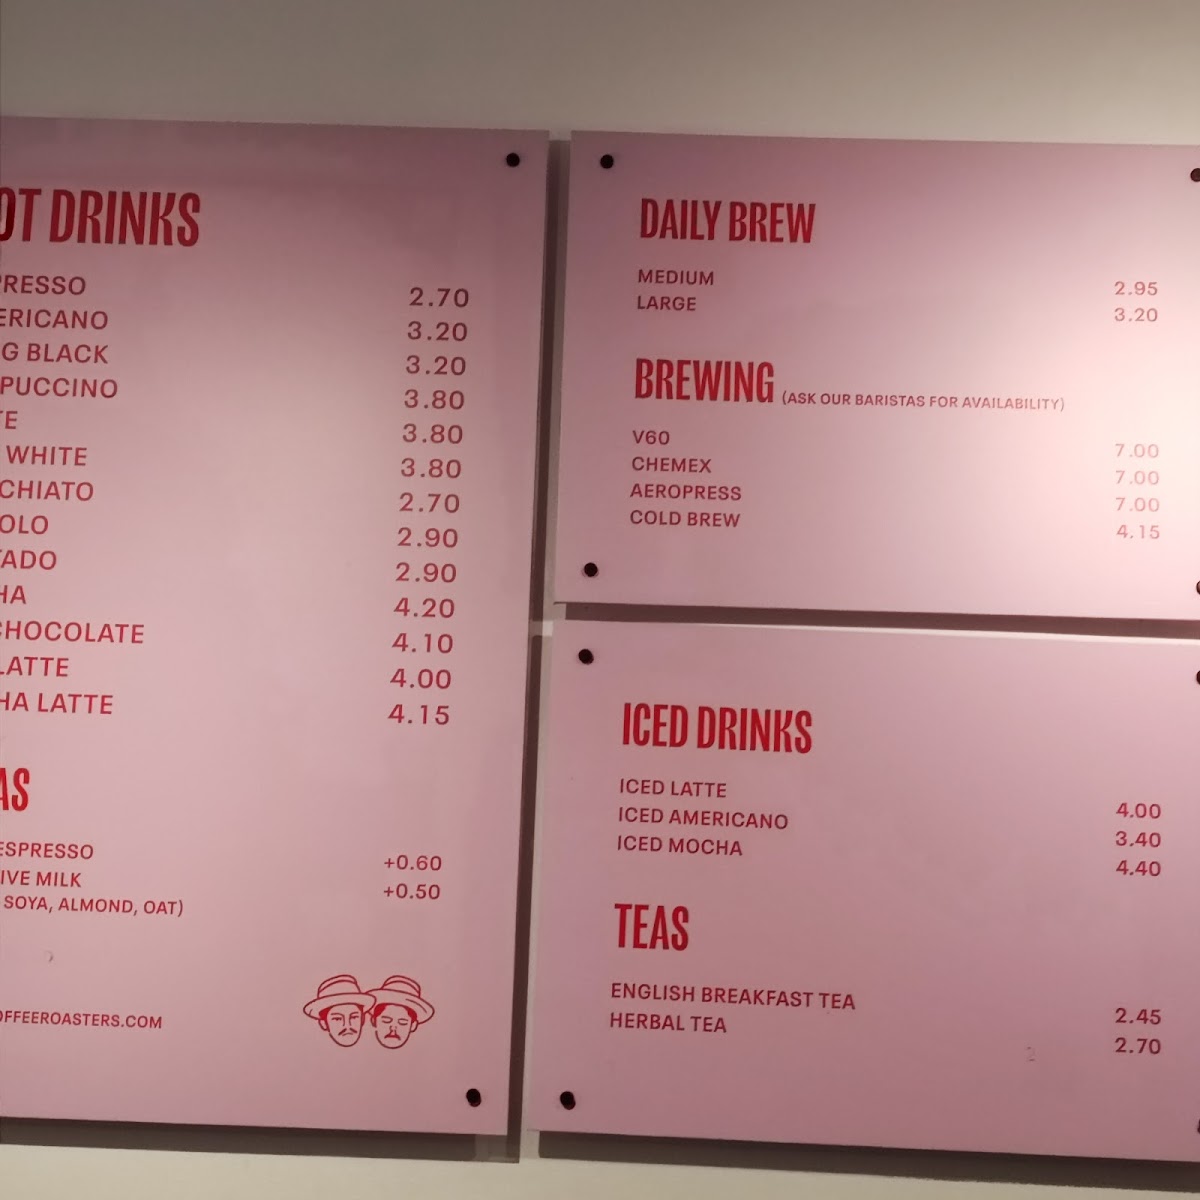 OT DRINKS
PRESSO 2.70
ERICANO 3.20
G BLACK 3.20
PUCCINO 3.80
TE 3.80
WHITE 3.80
CHIATO 2.70
OLO 2.90
TADO 2.90
HA 4.20
CHOCOLATE 4.10
LATTE 4.00
HA LATTE 4.15
AS
ESPRESSO +0.60
IVE MILK +0.50
SOYA, ALMOND, OAT)
OFFEEROASTERS.COM
DAILY BREW
MEDIUM 2.95
LARGE 3.20
BREWING (ASK OUR BARISTAS FOR AVAILABILITY)
V60 7.00
CHEMEX 7.00
AEROPRESS 7.00
COLD BREW 4.15
ICED DRINKS
ICED LATTE 4.00
ICED AMERICANO 3.40
ICED MOCHA 4.40
TEAS
ENGLISH BREAKFAST TEA 2.45
HERBAL TEA 2.70